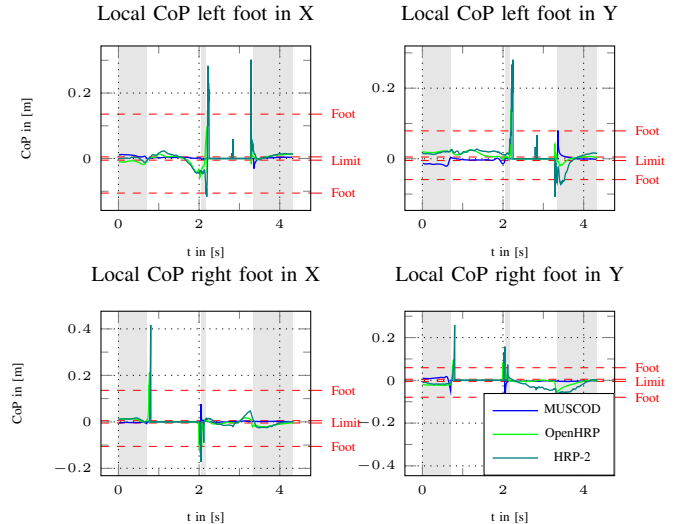 Local CoP left foot in X
Local CoP left foot in Y
CoP in [m]
0.2
0
Foot
Limit
Foot
0.2
0
Foot
Limit
Foot
0 2 4
0 2 4
t in [s]
t in [s]
Local CoP right foot in X
Local CoP right foot in Y
CoP in [m]
0.4
0.2
0
−0.2
Foot
Limit
Foot
0.2
0
−0.2
−0.4
Foot
Limit
Foot
MUSCOD
OpenHRP
HRP-2
0 2 4
0 2 4
t in [s]
t in [s]